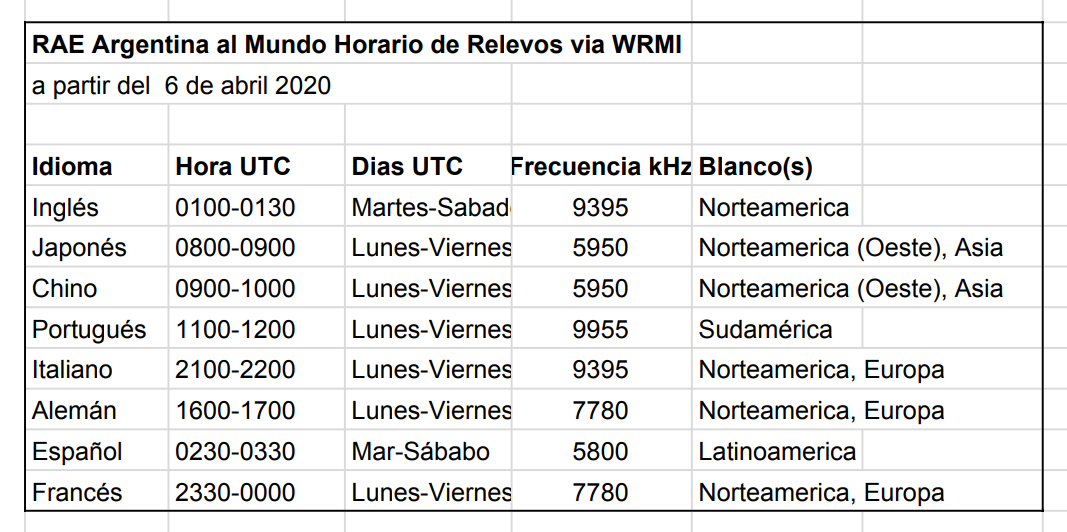 RAE Argentina al Mundo Horario de Relevos via WRMI
a partir del  6 de abril 2020
Idioma Hora UTC Dias UTC Frecuencia kHz Blanco(s)
Inglés 0100-0130 Martes-Sabad 9395 Norteamerica
Japonés 0800-0900 Lunes-Viernes 5950 Norteamerica (Oeste), Asia
Chino 0900-1000 Lunes-Viernes 5950 Norteamerica (Oeste), Asia
Portugués 1100-1200 Lunes-Viernes 9955 Sudamérica
Italiano 2100-2200 Lunes-Viernes 9395 Norteamerica, Europa
Alemán 1600-1700 Lunes-Viernes 7780 Norteamerica, Europa
Español 0230-0330 Mar-Sábabo 5800 Latinoamerica
Francés 2330-0000 Lunes-Viernes 7780 Norteamerica, Europa